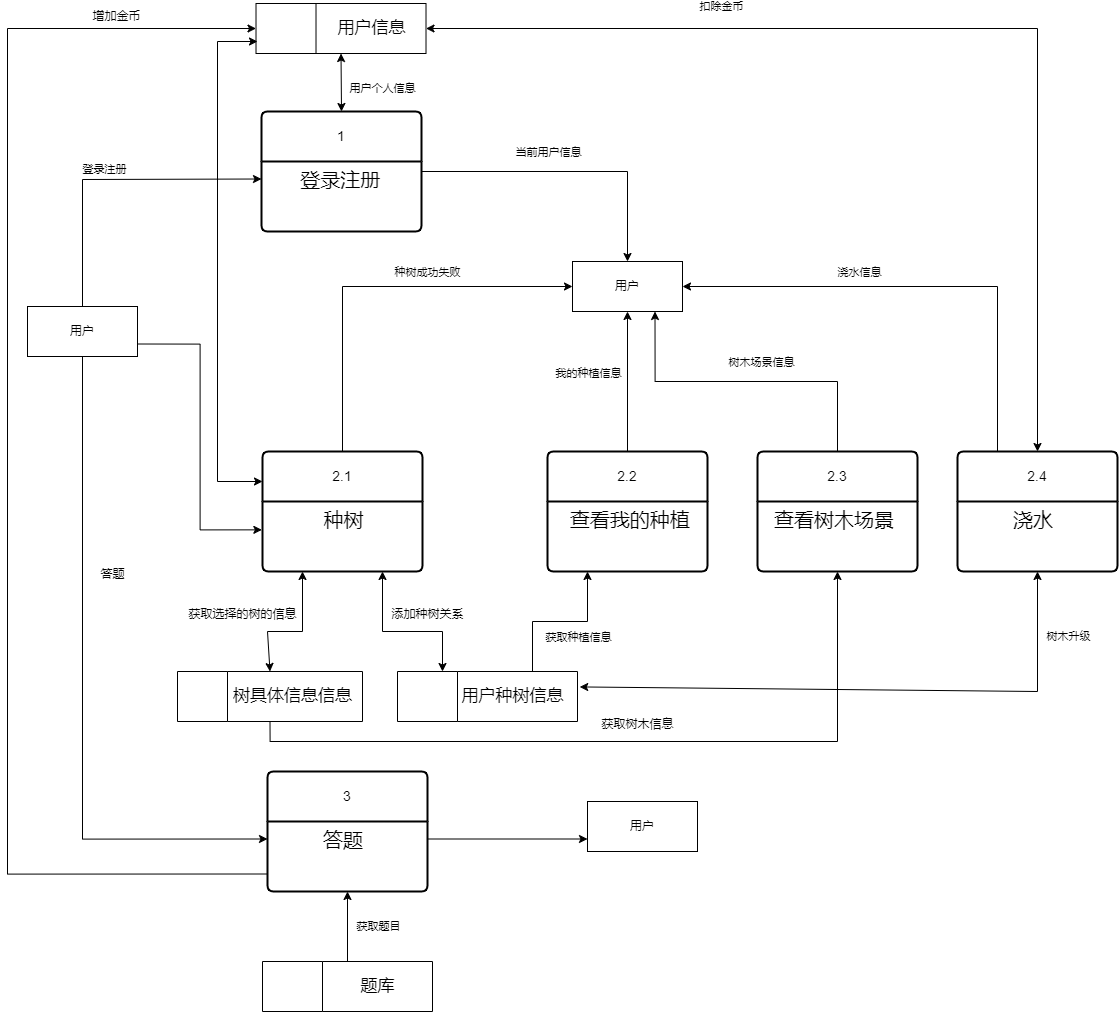 扣除金币
增加金币
用户信息
用户个人信息
1
登录注册
当前用户信息
登录注册
种树成功失败
用户
浇水信息
用户
我的种植信息
树木场景信息
2.1
种树
2.2
查看我的种植
2.3
查看树木场景
2.4
浇水
答题
获取选择的树的信息
添加种树关系
获取种植信息
树木升级
树具体信息信息
用户种树信息
获取树木信息
3
答题
用户
获取题目
题库